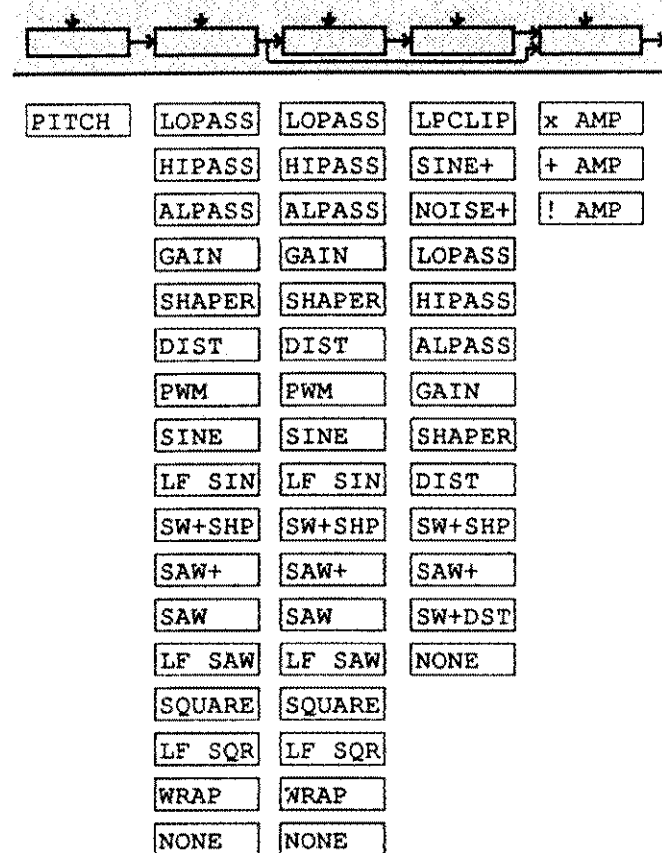 PITCH LOPASS LOPASS LPCLIP x AMP
HIPASS HIPASS SINE+ + AMP
ALPASS ALPASS NOISE+ ! AMP
GAIN GAIN LOPASS
SHAPER SHAPER HIPASS
DIST DIST ALPASS
PWM PWM GAIN
SINE SINE SHAPER
LF SIN LF SIN DIST
SW+SHP SW+SHP SW+SHP
SAW+ SAW+ SAW+
SAW SAW SW+DST
LF SAW LF SAW NONE
SQUARE SQUARE
LF SQR LF SQR
WRAP WRAP
NONE NONE